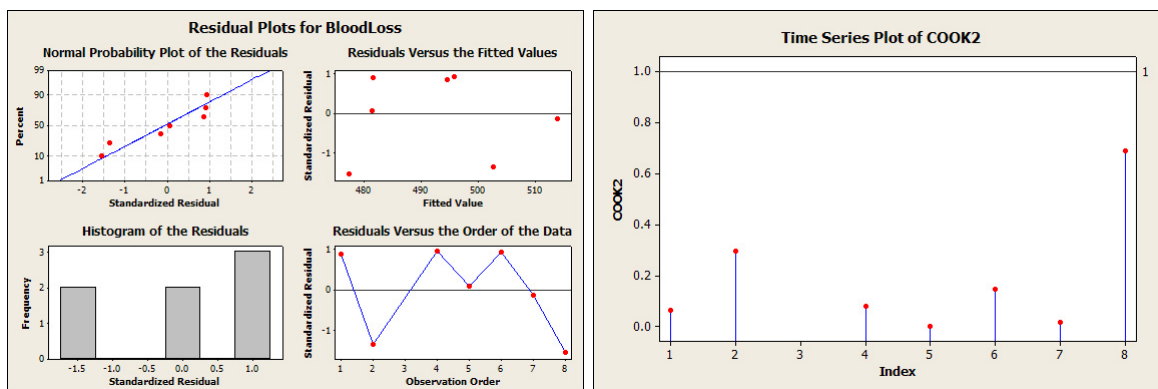 Residual Plots for BloodLoss
Normal Probability Plot of the Residuals
99
90
50
10
1
Percent
-2 -1 0 1 2
Standardized Residual
Residuals Versus the Fitted Values
1
0
-1
Standardized Residual
480 490 500 510
Fitted Value
Histogram of the Residuals
3
2
1
0
Frequency
-1.5 -1.0 -0.5 0.0 0.5 1.0
Standardized Residual
Residuals Versus the Order of the Data
1
0
-1
Standardized Residual
1 2 3 4 5 6 7 8
Observation Order
Time Series Plot of COOK2
1.0
0.8
0.6
0.4
0.2
0.0
COOK2
1
1 2 3 4 5 6 7 8
Index